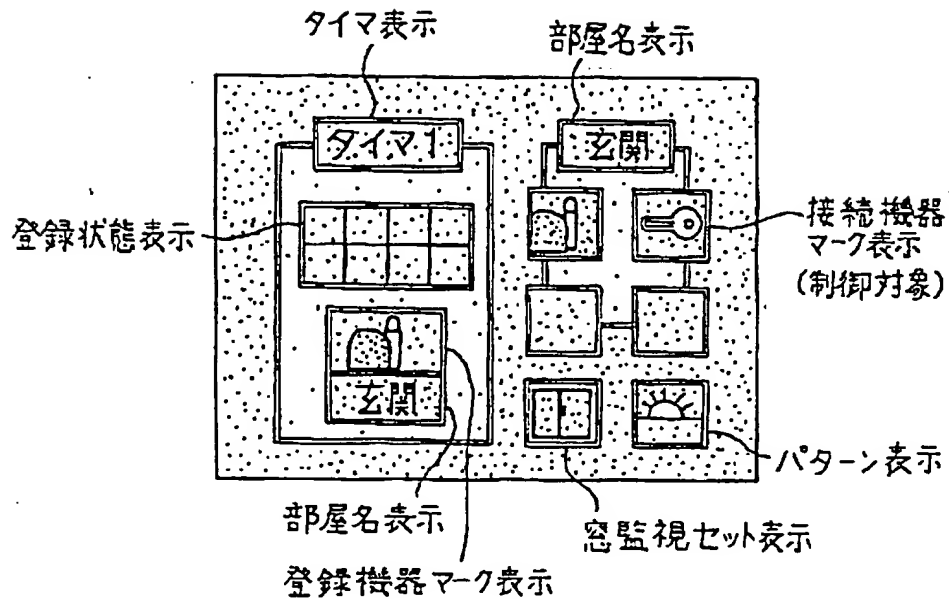 タイマ表示
部屋名表示
タイマ1
玄関
登録状態表示
接続機器
マーク表示
(制御対象)
玄関
パターン表示
部屋名表示
窓監視セット表示
登録機器マーク表示